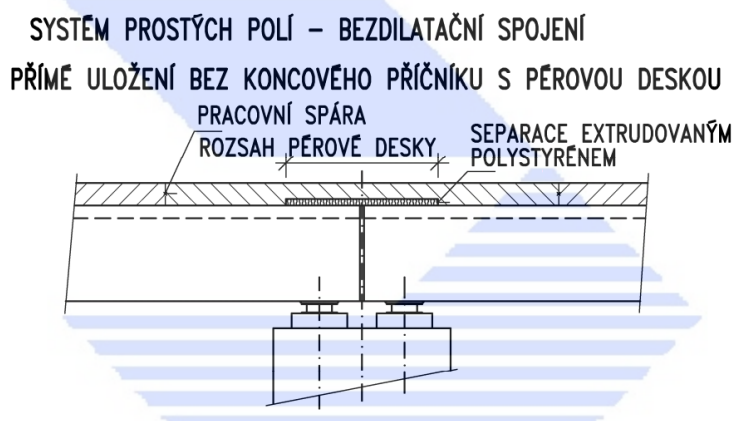 SYSTÉM PROSTÝCH POLÍ – BEZDILATAČNÍ SPOJENÍ
PŘÍMÉ ULOŽENÍ BEZ KONCOVÉHO PŘÍČNÍKU S PÉROVOU DESKOU
PRACOVNÍ SPÁRA
ROZSAH PÉROVÉ DESKY
SEPARACE EXTRUDOVANÝM
POLYSTYRÉNEM